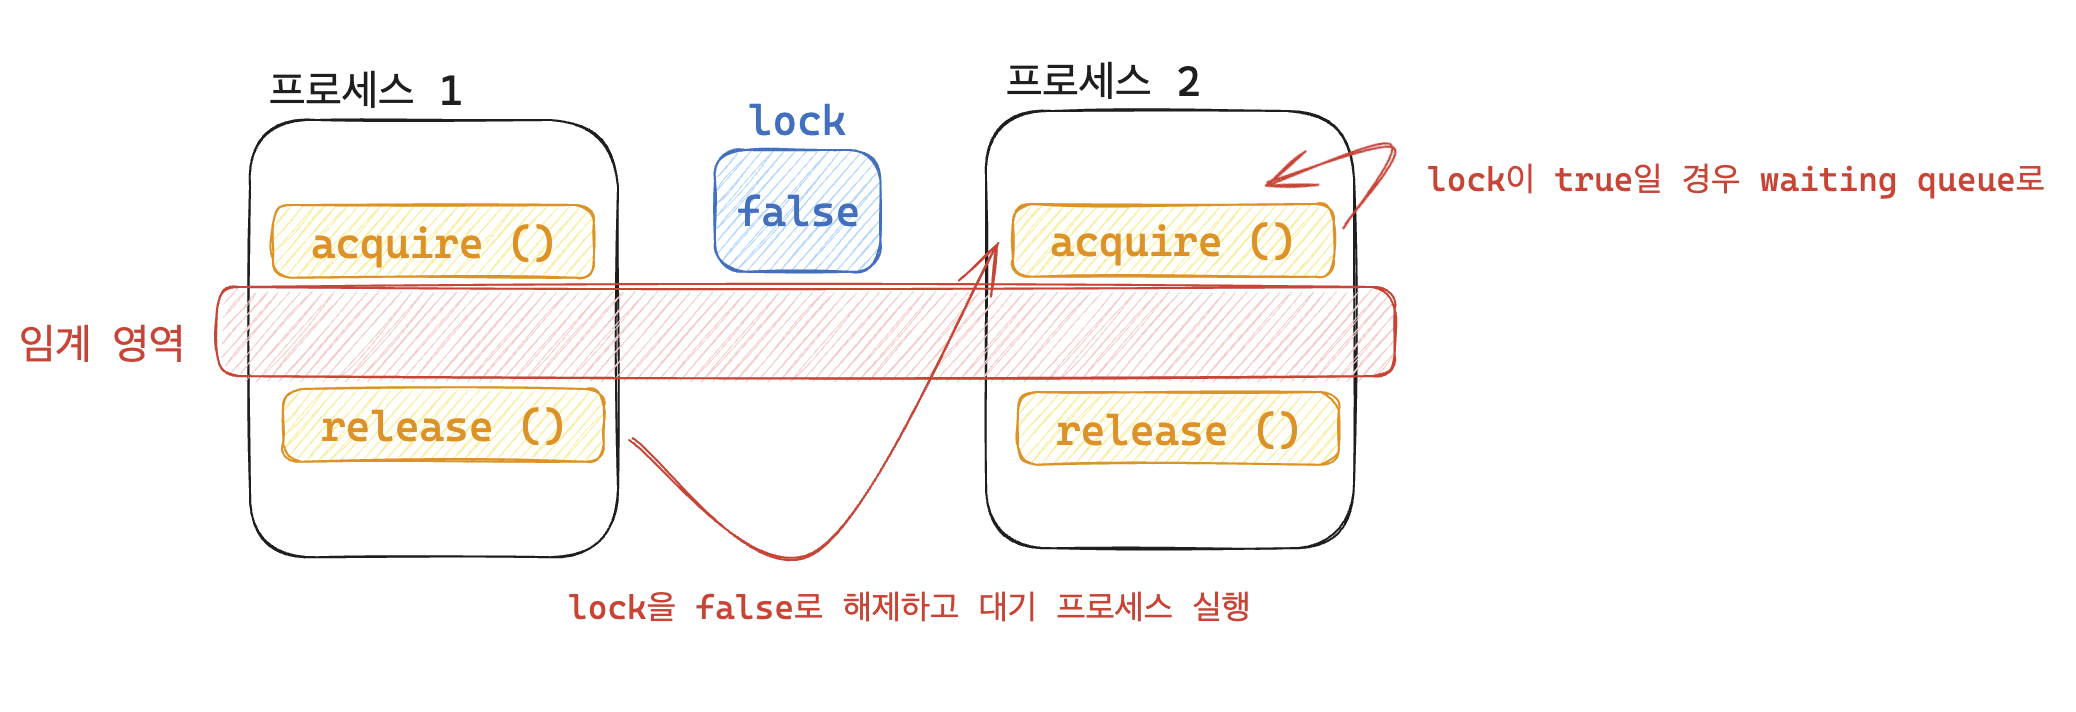 프로세스 1
프로세스 2
lock
false
acquire ()
acquire ()
lock이 true일 경우 waiting queue로
임계 영역
release ()
release ()
lock을 false로 해제하고 대기 프로세스 실행